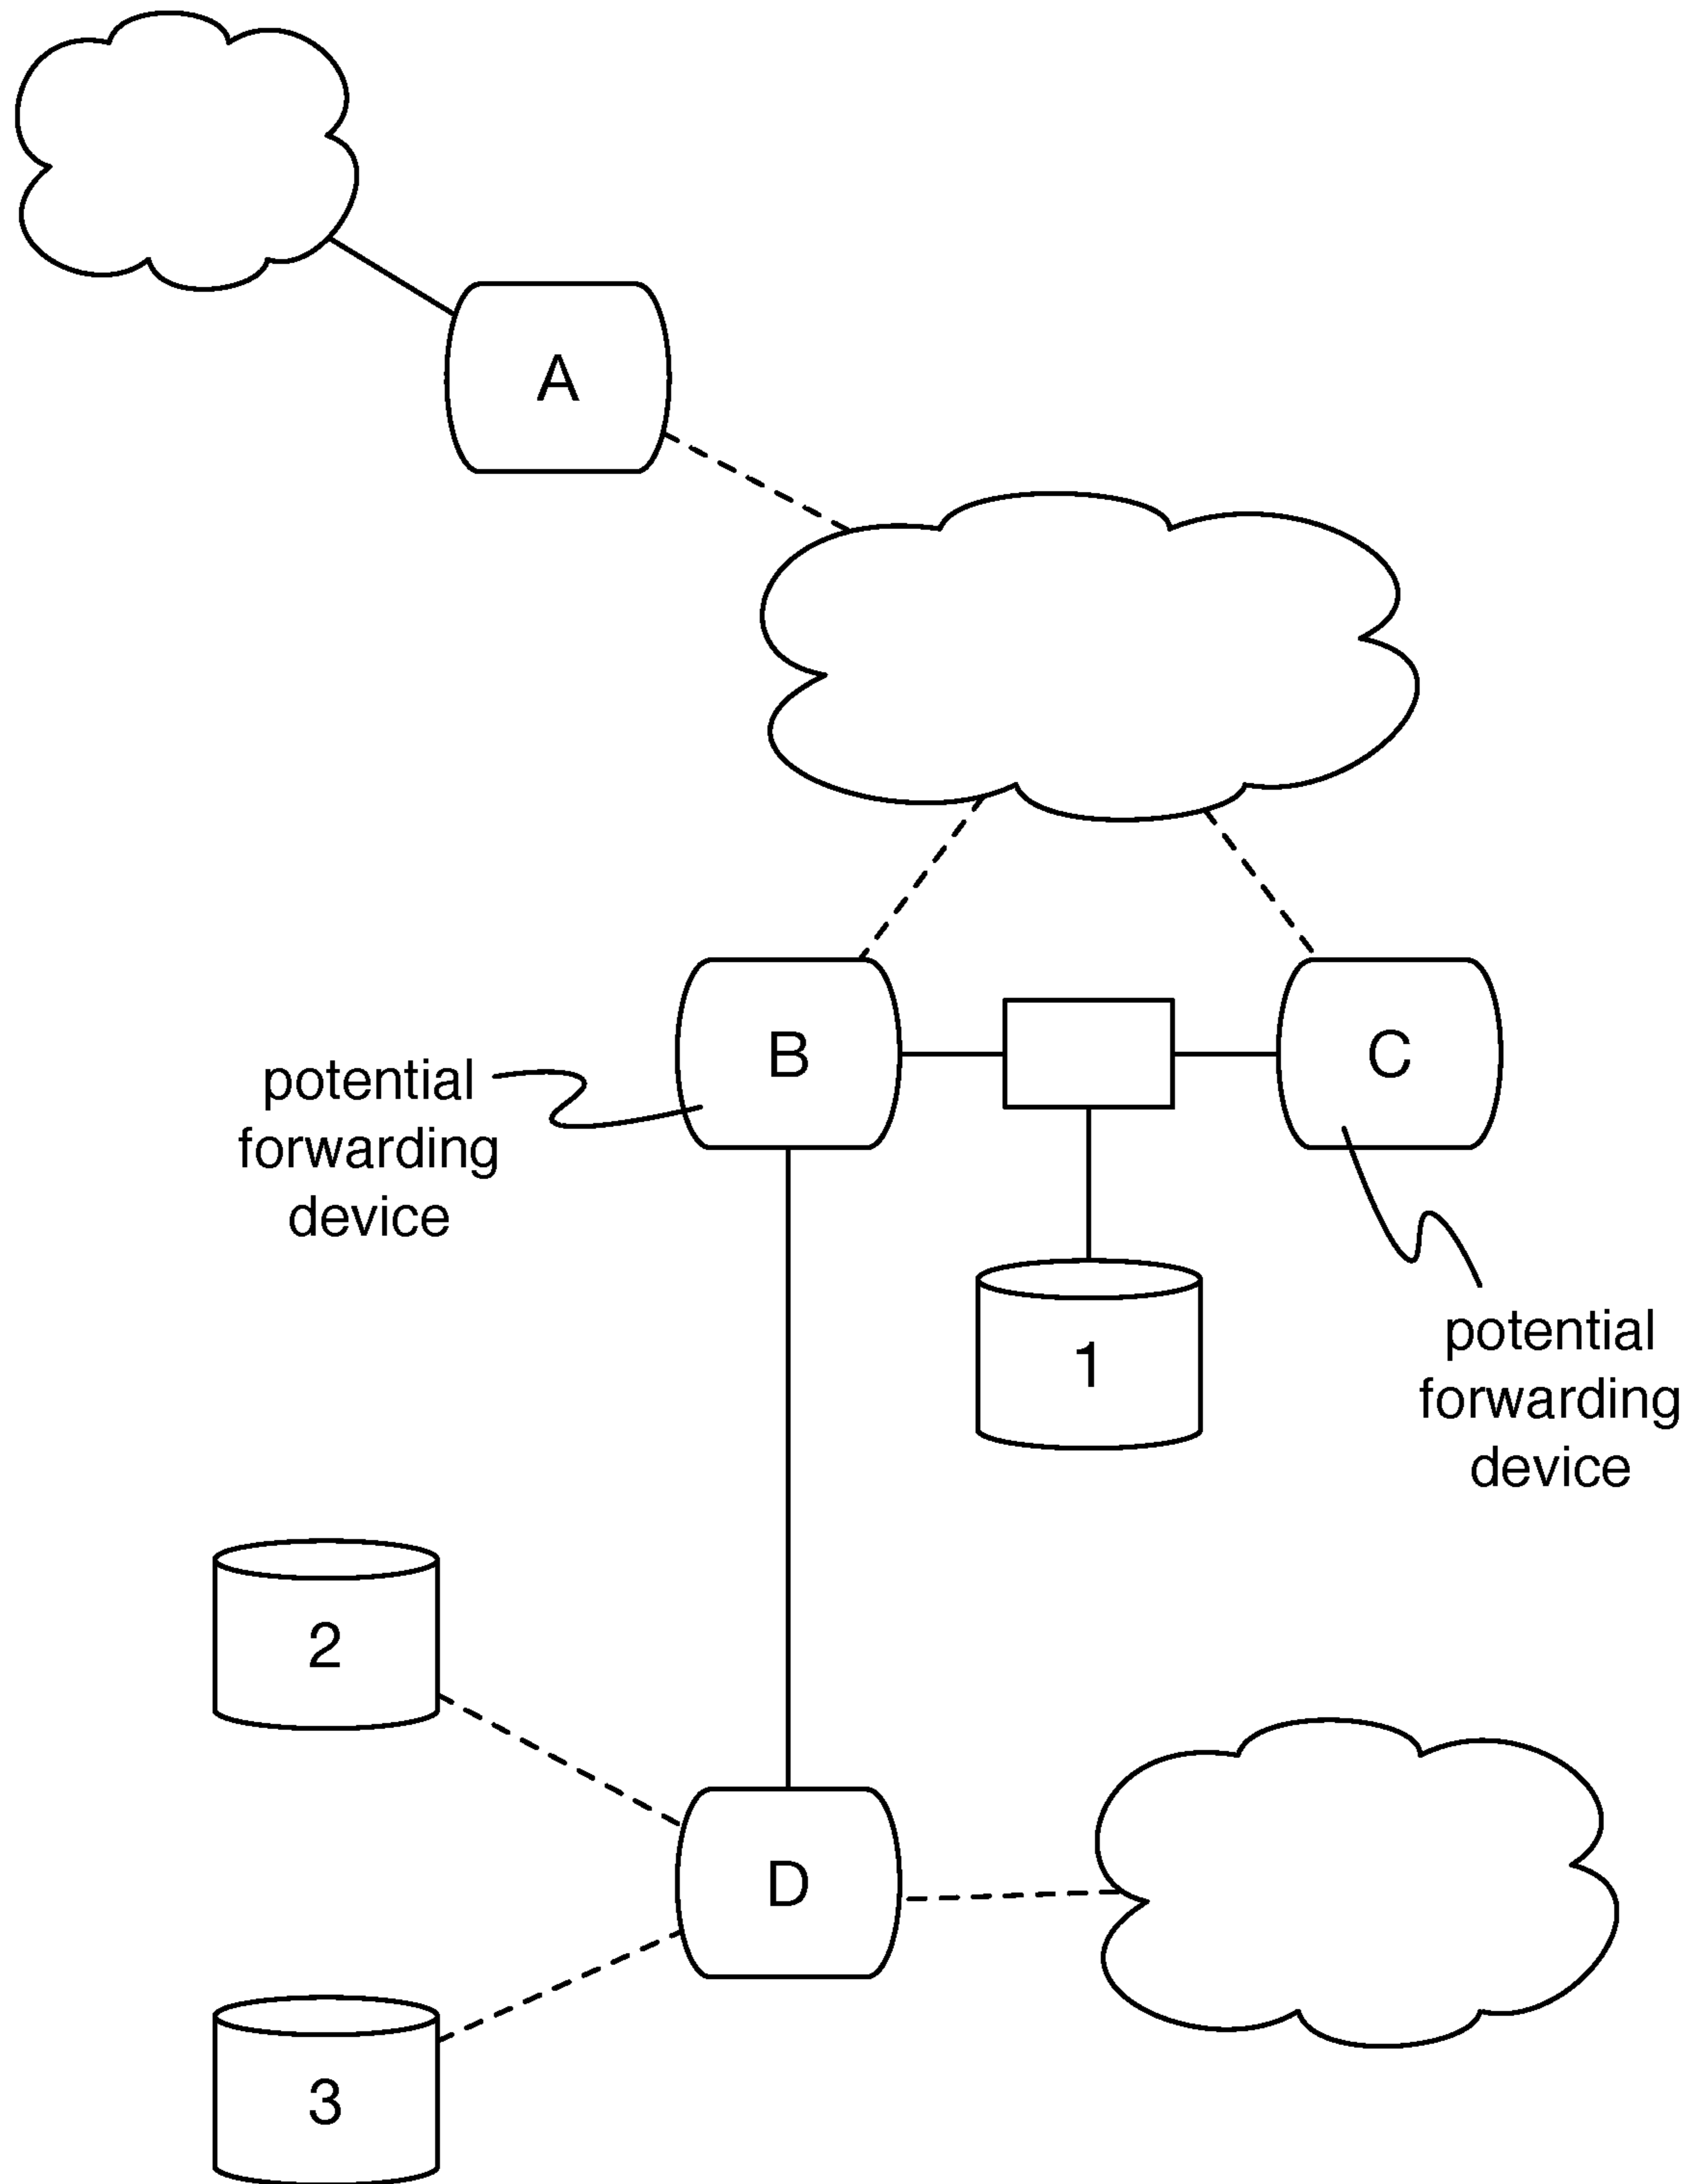 A
B
C
potential
forwarding
device
1
potential
forwarding
device
2
D
3